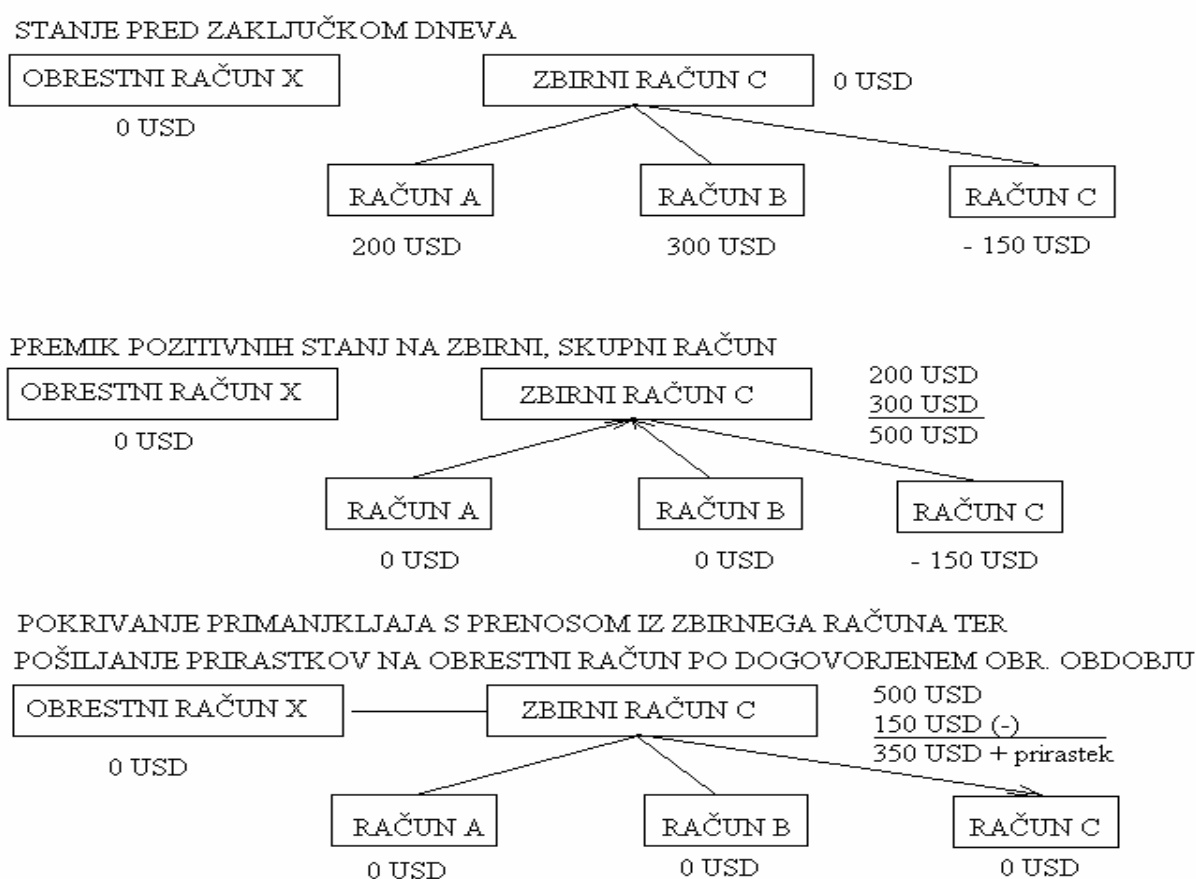 STANJE PRED ZAKLJUČKOM DNEVA
OBRESTNI RAČUN X
ZBIRNI RAČUN C
0 USD
0 USD
RAČUN A
RAČUN B
RAČUN C
200 USD
300 USD
- 150 USD
PREMIK POZITIVNIH STANJ NA ZBIRNI, SKUPNI RAČUN
OBRESTNI RAČUN X
ZBIRNI RAČUN C
200 USD
300 USD
500 USD
0 USD
RAČUN A
RAČUN B
RAČUN C
0 USD
0 USD
- 150 USD
POKRIVANJE PRIMANJKLJAJA S PRENOSOM IZ ZBIRNEGA RAČUNA TER
POŠILJANJE PRIRASTKOV NA OBRESTNI RAČUN PO DOGOVORJENEM OBR. OBDOBJU
OBRESTNI RAČUN X
ZBIRNI RAČUN C
500 USD
150 USD (-)
350 USD + prirastek
0 USD
RAČUN A
RAČUN B
RAČUN C
0 USD
0 USD
0 USD